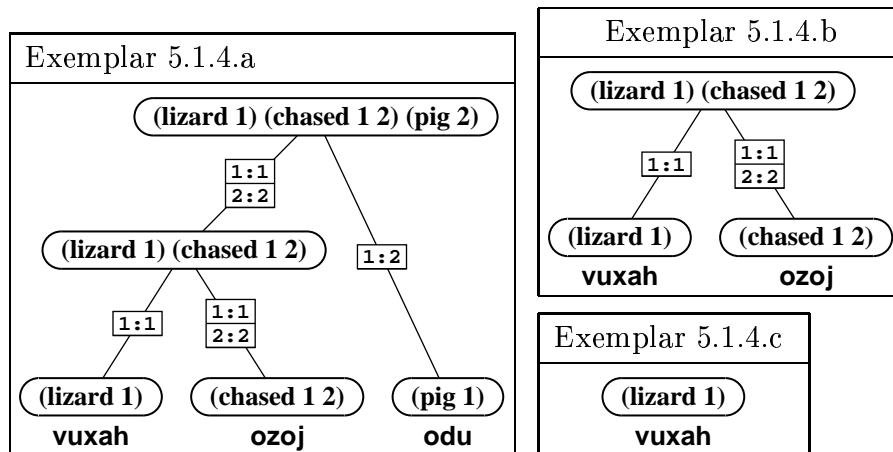 Exemplar 5.1.4.a
(lizard 1) (chased 1 2) (pig 2)
1:1
2:2
(lizard 1) (chased 1 2)
1:2
1:1
1:1
2:2
(lizard 1) (chased 1 2) (pig 1)
vuxah ozoj odu
Exemplar 5.1.4.b
(lizard 1) (chased 1 2)
1:1
1:1
2:2
(lizard 1) (chased 1 2)
vuxah ozoj
Exemplar 5.1.4.c
(lizard 1)
vuxah